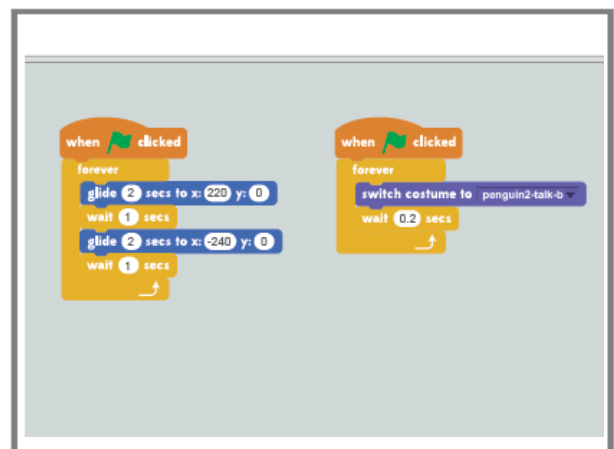 when clicked
forever
glide 2 secs to x: 220 y: 0
wait 1 secs
glide 2 secs to x: -240 y: 0
wait 1 secs
when clicked
forever
switch costume to penguin2-talk-b
wait 0.2 secs